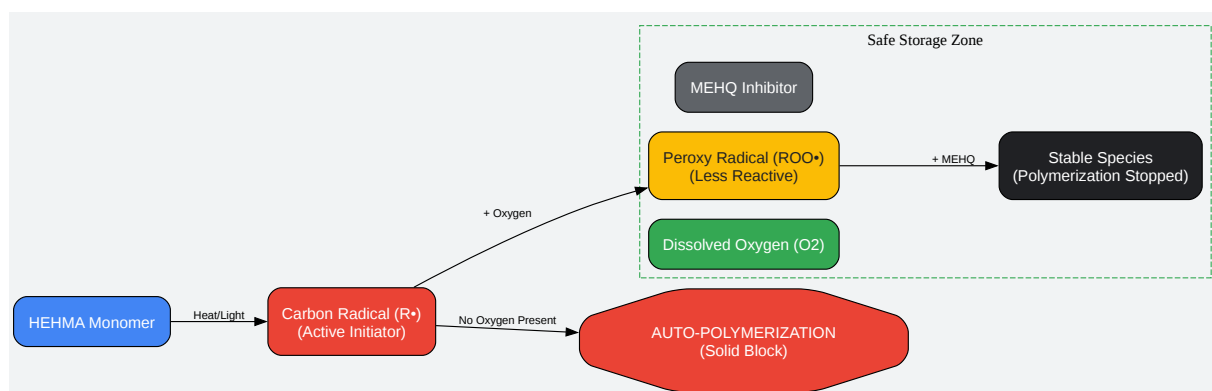 Safe Storage Zone
MEHQ Inhibitor
Peroxy Radical (ROO•)
(Less Reactive)
+ MEHQ
Stable Species
(Polymerization Stopped)
+ Oxygen
Dissolved Oxygen (O2)
HEHMA Monomer
Heat/Light
Carbon Radical (R•)
(Active Initiator)
No Oxygen Present
AUTO-POLYMERIZATION
(Solid Block)